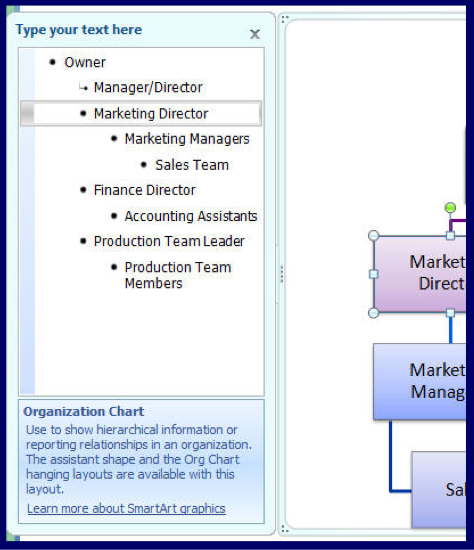 Type your text here
Owner
Manager/Director
Marketing Director
Marketing Managers
Sales Team
Finance Director
Accounting Assistants
Production Team Leader
Production Team
Members
Organization Chart
Use to show hierarchical information or
reporting relationships in an organization.
The assistant shape and the Org Chart
hanging layouts are available with this
layout.
Learn more about SmartArt graphics
Market
Direct
Market
Manag
Sal